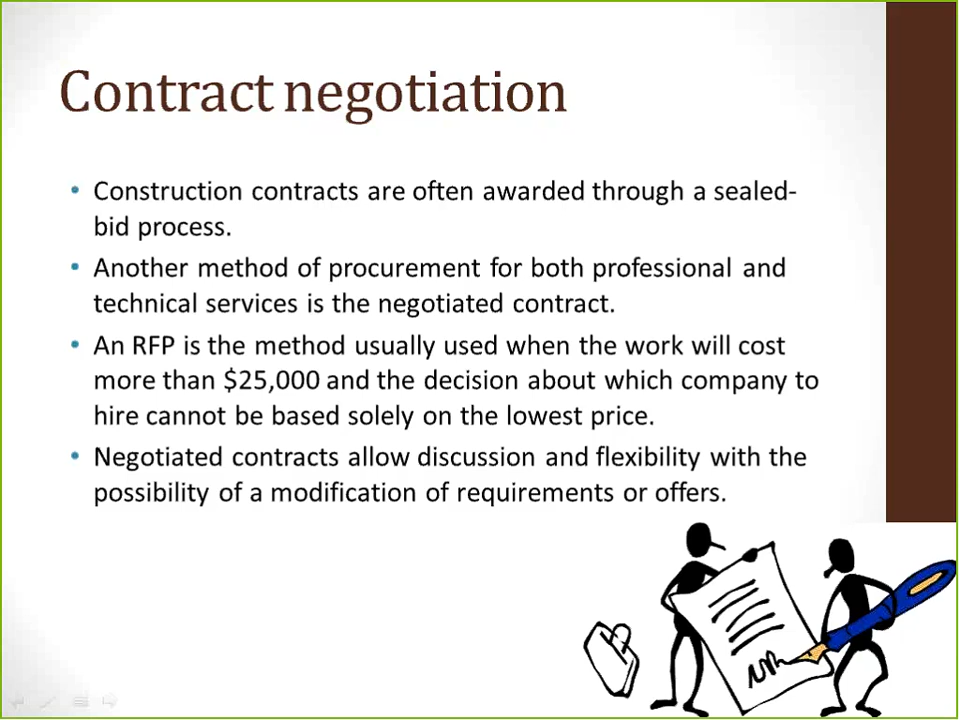 Contract negotiation
• Construction contracts are often awarded through a sealed-
bid process.
• Another method of procurement for both professional and
technical services is the negotiated contract.
• An RFP is the method usually used when the work will cost
more than $25,000 and the decision about which company to
hire cannot be based solely on the lowest price.
• Negotiated contracts allow discussion and flexibility with the
possibility of a modification of requirements or offers.